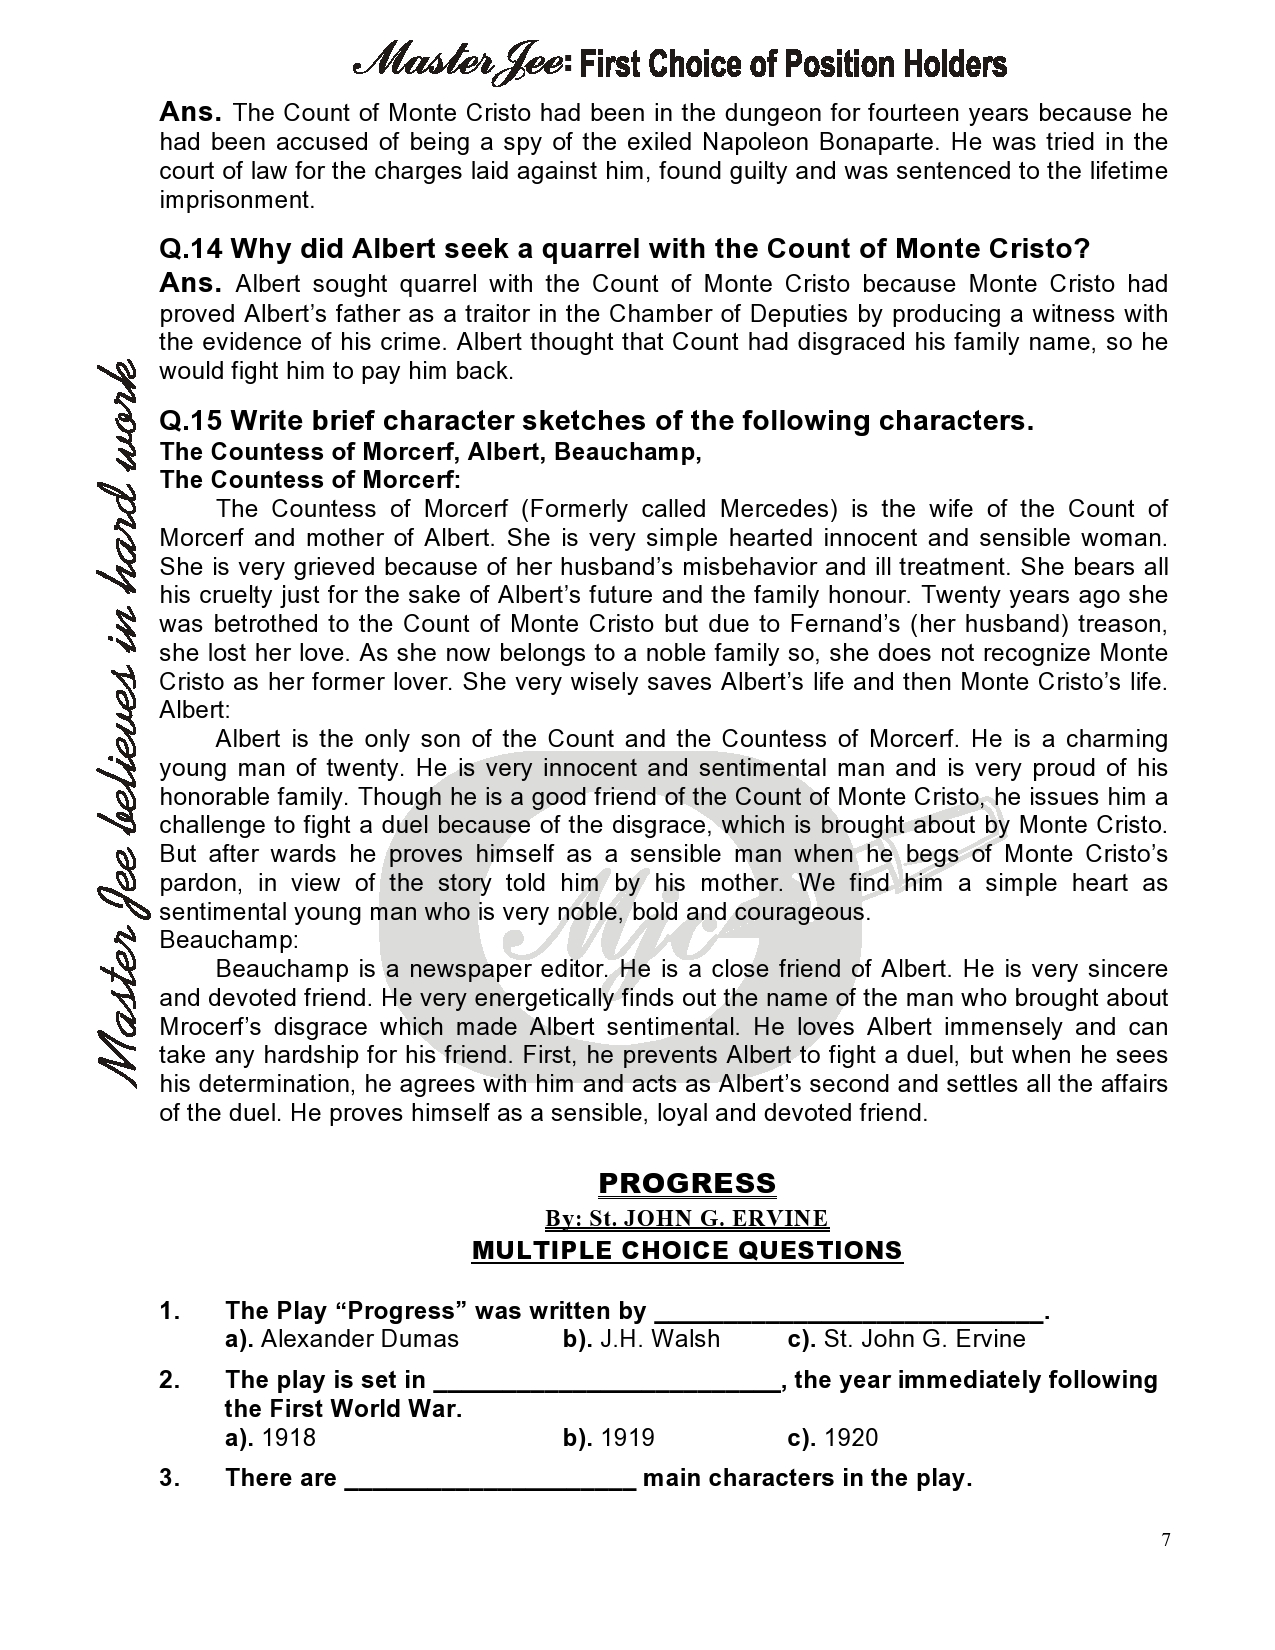 Master Jee: First Choice of Position Holders
Ans. The Count of Monte Cristo had been in the dungeon for fourteen years because he
had been accused of being a spy of the exiled Napoleon Bonaparte. He was tried in the
court of law for the charges laid against him, found guilty and was sentenced to the lifetime
imprisonment.
Q.14 Why did Albert seek a quarrel with the Count of Monte Cristo?
Ans. Albert sought quarrel with the Count of Monte Cristo because Monte Cristo had
proved Albert’s father as a traitor in the Chamber of Deputies by producing a witness with
the evidence of his crime. Albert thought that Count had disgraced his family name, so he
would fight him to pay him back.
Q.15 Write brief character sketches of the following characters.
The Countess of Morcerf, Albert, Beauchamp,
The Countess of Morcerf:
The Countess of Morcerf (Formerly called Mercedes) is the wife of the Count of
Morcerf and mother of Albert. She is very simple hearted innocent and sensible woman.
She is very grieved because of her husband’s misbehavior and ill treatment. She bears all
his cruelty just for the sake of Albert’s future and the family honour. Twenty years ago she
was betrothed to the Count of Monte Cristo but due to Fernand’s (her husband) treason,
she lost her love. As she now belongs to a noble family so, she does not recognize Monte
Cristo as her former lover. She very wisely saves Albert’s life and then Monte Cristo’s life.
Albert:
Albert is the only son of the Count and the Countess of Morcerf. He is a charming
young man of twenty. He is very innocent and sentimental man and is very proud of his
honorable family. Though he is a good friend of the Count of Monte Cristo, he issues him a
challenge to fight a duel because of the disgrace, which is brought about by Monte Cristo.
But after wards he proves himself as a sensible man when he begs of Monte Cristo’s
pardon, in view of the story told him by his mother. We find him a simple heart as
sentimental young man who is very noble, bold and courageous.
Beauchamp:
Beauchamp is a newspaper editor. He is a close friend of Albert. He is very sincere
and devoted friend. He very energetically finds out the name of the man who brought about
Mrocerf’s disgrace which made Albert sentimental. He loves Albert immensely and can
take any hardship for his friend. First, he prevents Albert to fight a duel, but when he sees
his determination, he agrees with him and acts as Albert’s second and settles all the affairs
of the duel. He proves himself as a sensible, loyal and devoted friend.
Master Jee believes in hard work
Mjc
PROGRESS
By: St. JOHN G. ERVINE
MULTIPLE CHOICE QUESTIONS
1. The Play “Progress” was written by ____________________________.
a). Alexander Dumas b). J.H. Walsh c). St. John G. Ervine
2. The play is set in _________________________, the year immediately following
the First World War.
a). 1918 b). 1919 c). 1920
3. There are _____________________ main characters in the play.
7